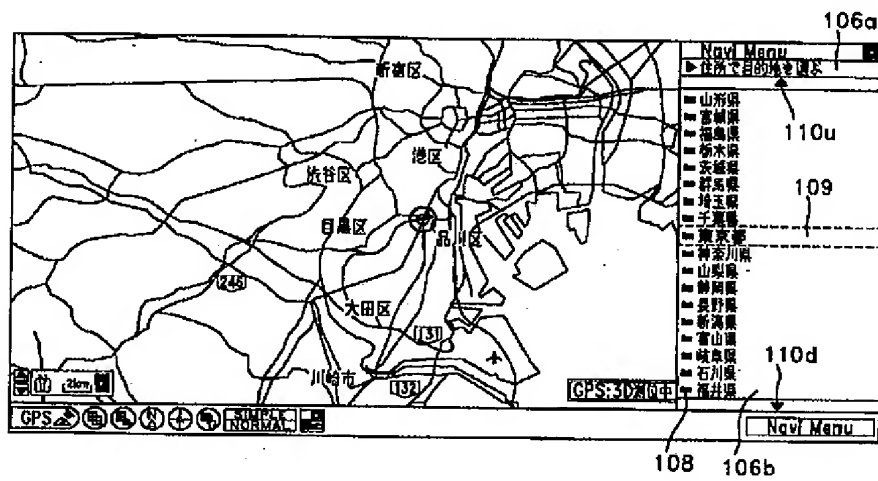 106a
Navi Menu
▶住所で目的地を選ぶ
110u
新宿区
港区
渋谷区
目黒区
品川区
246
大田区
131
川崎市
132
2km
GPS:3D測位中
山形県
宮城県
福島県
栃木県
茨城県
群馬県
埼玉県
千葉県
109
東京都
神奈川県
山梨県
静岡県
長野県
新潟県
富山県
岐阜県
石川県
福井県
110d
GPS
N
S
SIMPLE
NORMAL
Navi Menu
108
106b